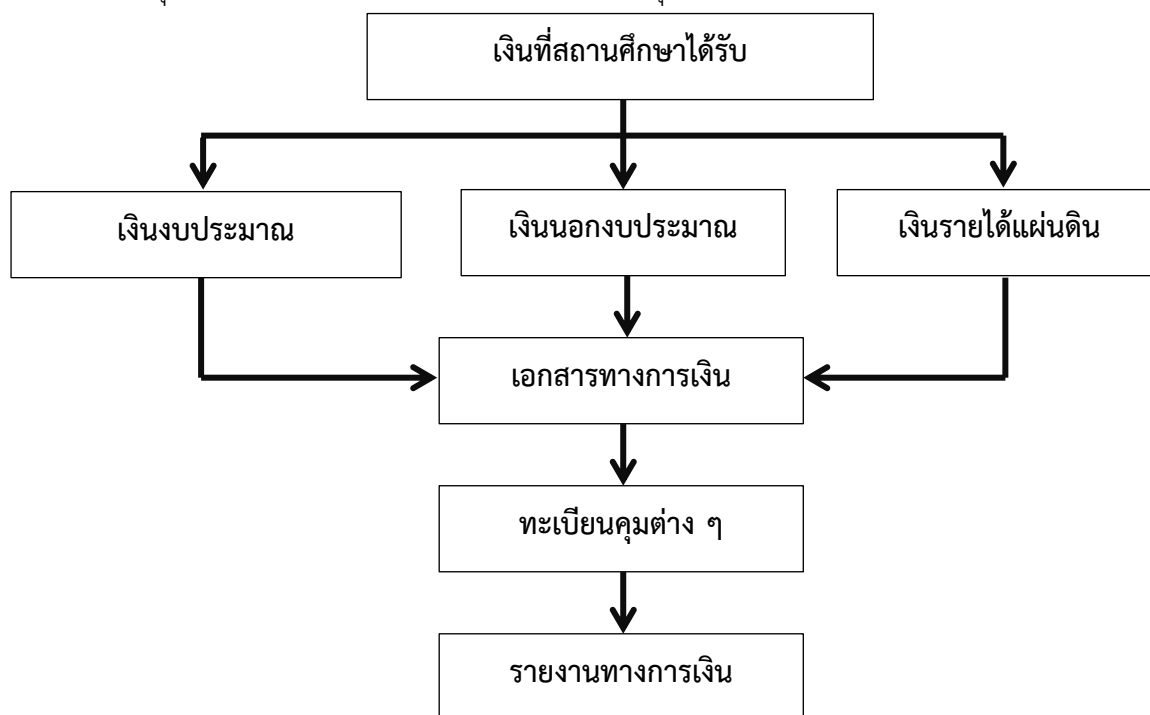 เงินที่สถานศึกษาได้รับ
เงินงบประมาณ
เงินนอกงบประมาณ
เงินรายได้แผ่นดิน
เอกสารทางการเงิน
ทะเบียนคุมต่าง ๆ
รายงานทางการเงิน